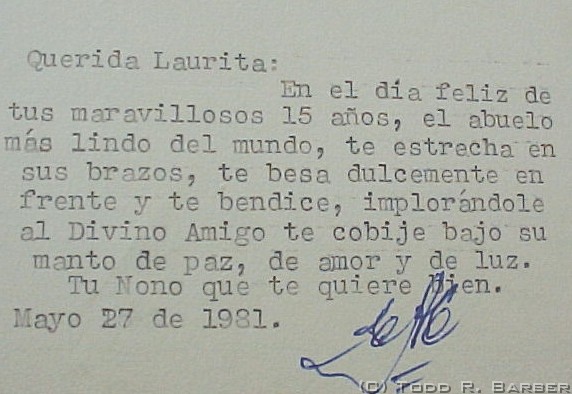 Querida Laurita:
En el día feliz de
tus maravillosos 15 años, el abuelo
más lindo del mundo, te estrecha en
sus brazos, te besa dulcemente en
frente y te bendice, implorándole
al Divino Amigo te cobije bajo su
manto de paz, de amor y de luz.
Tu Nono que te quiere bien.
Mayo 27 de 1981.
(C) Todd R. Barber